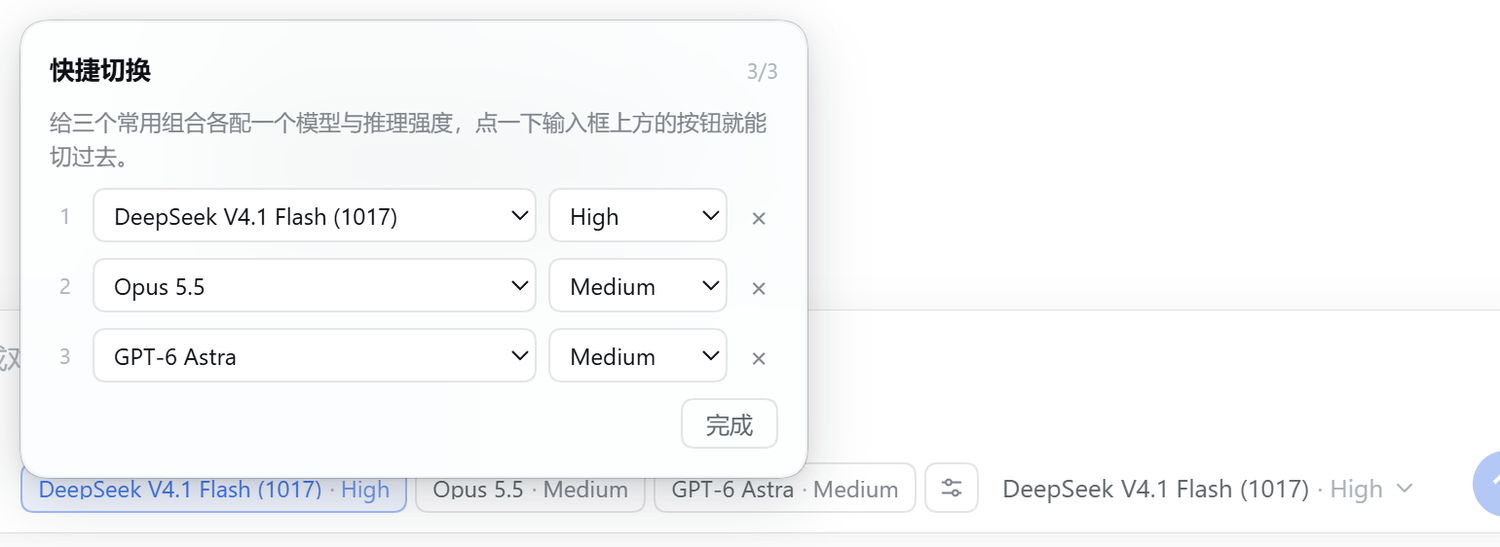 快捷切换
3/3
给三个常用组合各配一个模型与推理强度，点一下输入框上方的按钮就能
切过去。
1 DeepSeek V4.1 Flash (1017) High ×
2 Opus 5.5 Medium ×
3 GPT-6 Astra Medium ×
完成
DeepSeek V4.1 Flash (1017) · High Opus 5.5 · Medium GPT-6 Astra · Medium DeepSeek V4.1 Flash (1017) · High